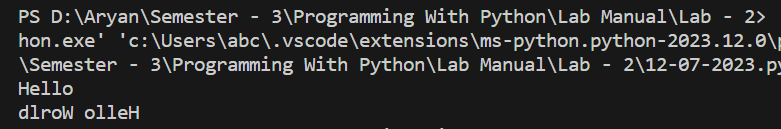 PS D:\Aryan\Semester - 3\Programming With Python\Lab Manual\Lab - 2>
hon.exe' 'c:\Users\abc\.vscode\extensions\ms-python.python-2023.12.0\p
\Semester - 3\Programming With Python\Lab Manual\Lab - 2\12-07-2023.py
Hello
dlroW olleH